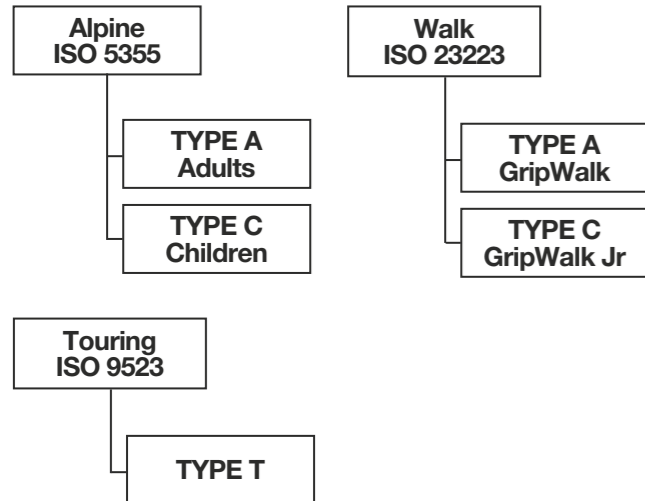 Alpine
ISO 5355
TYPE A
Adults
TYPE C
Children
Walk
ISO 23223
TYPE A
GripWalk
TYPE C
GripWalk Jr
Touring
ISO 9523
TYPE T